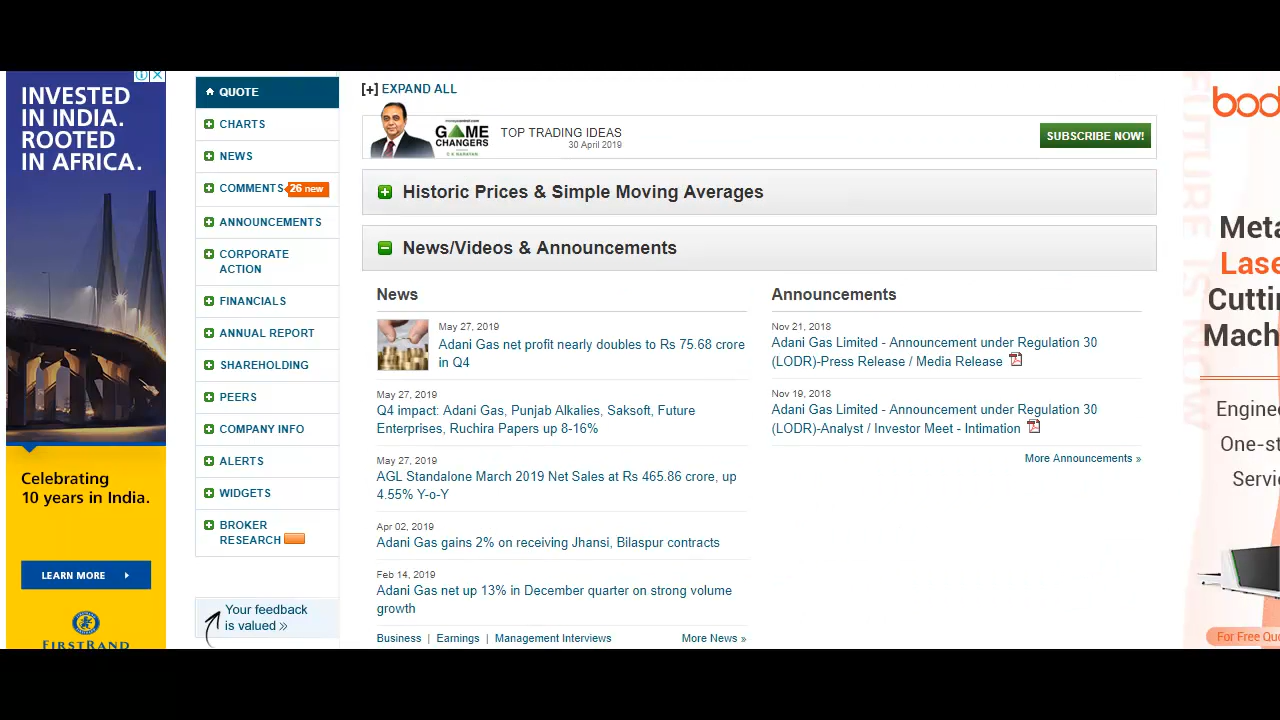 INVESTED
IN INDIA.
ROOTED
IN AFRICA.
Celebrating
10 years in India.
LEARN MORE
FIRSTRAND
QUOTE
CHARTS
NEWS
COMMENTS 26 new
ANNOUNCEMENTS
CORPORATE
ACTION
FINANCIALS
ANNUAL REPORT
SHAREHOLDING
PEERS
COMPANY INFO
ALERTS
WIDGETS
BROKER
RESEARCH
Your feedback
is valued »
[+] EXPAND ALL
GAME
CHANGERS
TOP TRADING IDEAS
30 April 2019
SUBSCRIBE NOW!
Historic Prices & Simple Moving Averages
News/Videos & Announcements
News
May 27, 2019
Adani Gas net profit nearly doubles to Rs 75.68 crore
in Q4
May 27, 2019
Q4 impact: Adani Gas, Punjab Alkalies, Saksoft, Future
Enterprises, Ruchira Papers up 8-16%
May 27, 2019
AGL Standalone March 2019 Net Sales at Rs 465.86 crore, up
4.55% Y-o-Y
Apr 02, 2019
Adani Gas gains 2% on receiving Jhansi, Bilaspur contracts
Feb 14, 2019
Adani Gas net up 13% in December quarter on strong volume
growth
Business | Earnings | Management Interviews More News »
Announcements
Nov 21, 2018
Adani Gas Limited - Announcement under Regulation 30
(LODR)-Press Release / Media Release
Nov 19, 2018
Adani Gas Limited - Announcement under Regulation 30
(LODR)-Analyst / Investor Meet - Intimation
More Announcements »
FUTURE IS NOW
bod
Meta
Lase
Cuttin
Mach
Enginee
One-st
Servic
For Free Quo